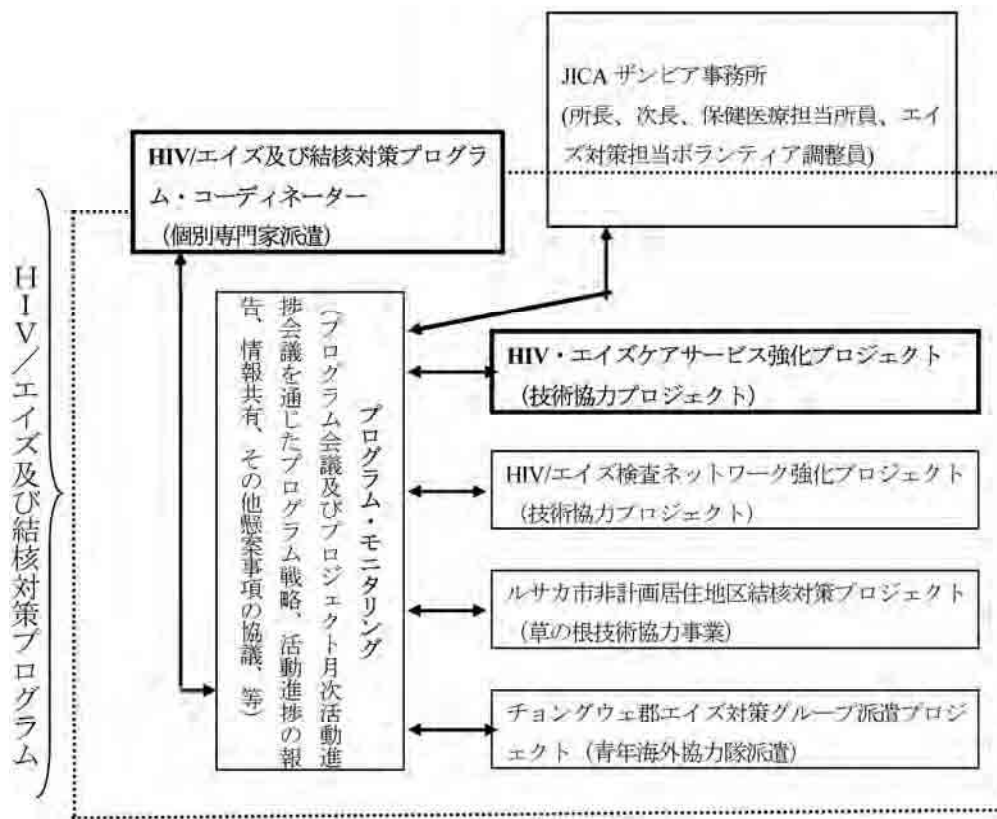 JICA ザンビア事務所
(所長、次長、保健医療担当所員、エイ
ズ対策担当ボランティア調整員)
HIV/エイズ及び結核対策プログラ
ム・コーディネーター
（個別専門家派遣）
HIV／エイズ及び結核対策プログラム
プログラム・モニタリング
（プログラム会議及びプロジェクト月次活動進
捗会議を通じたプログラム戦略、活動進捗の報
告、情報共有、その他懸案事項の協議、等）
HIV・エイズケアサービス強化プロジェクト
（技術協力プロジェクト）
HIV/エイズ検査ネットワーク強化プロジェクト
（技術協力プロジェクト）
ルサカ市非計画居住地区結核対策プロジェクト
（草の根技術協力事業）
チョングウェ郡エイズ対策グループ派遣プロジ
ェクト（青年海外協力隊派遣）